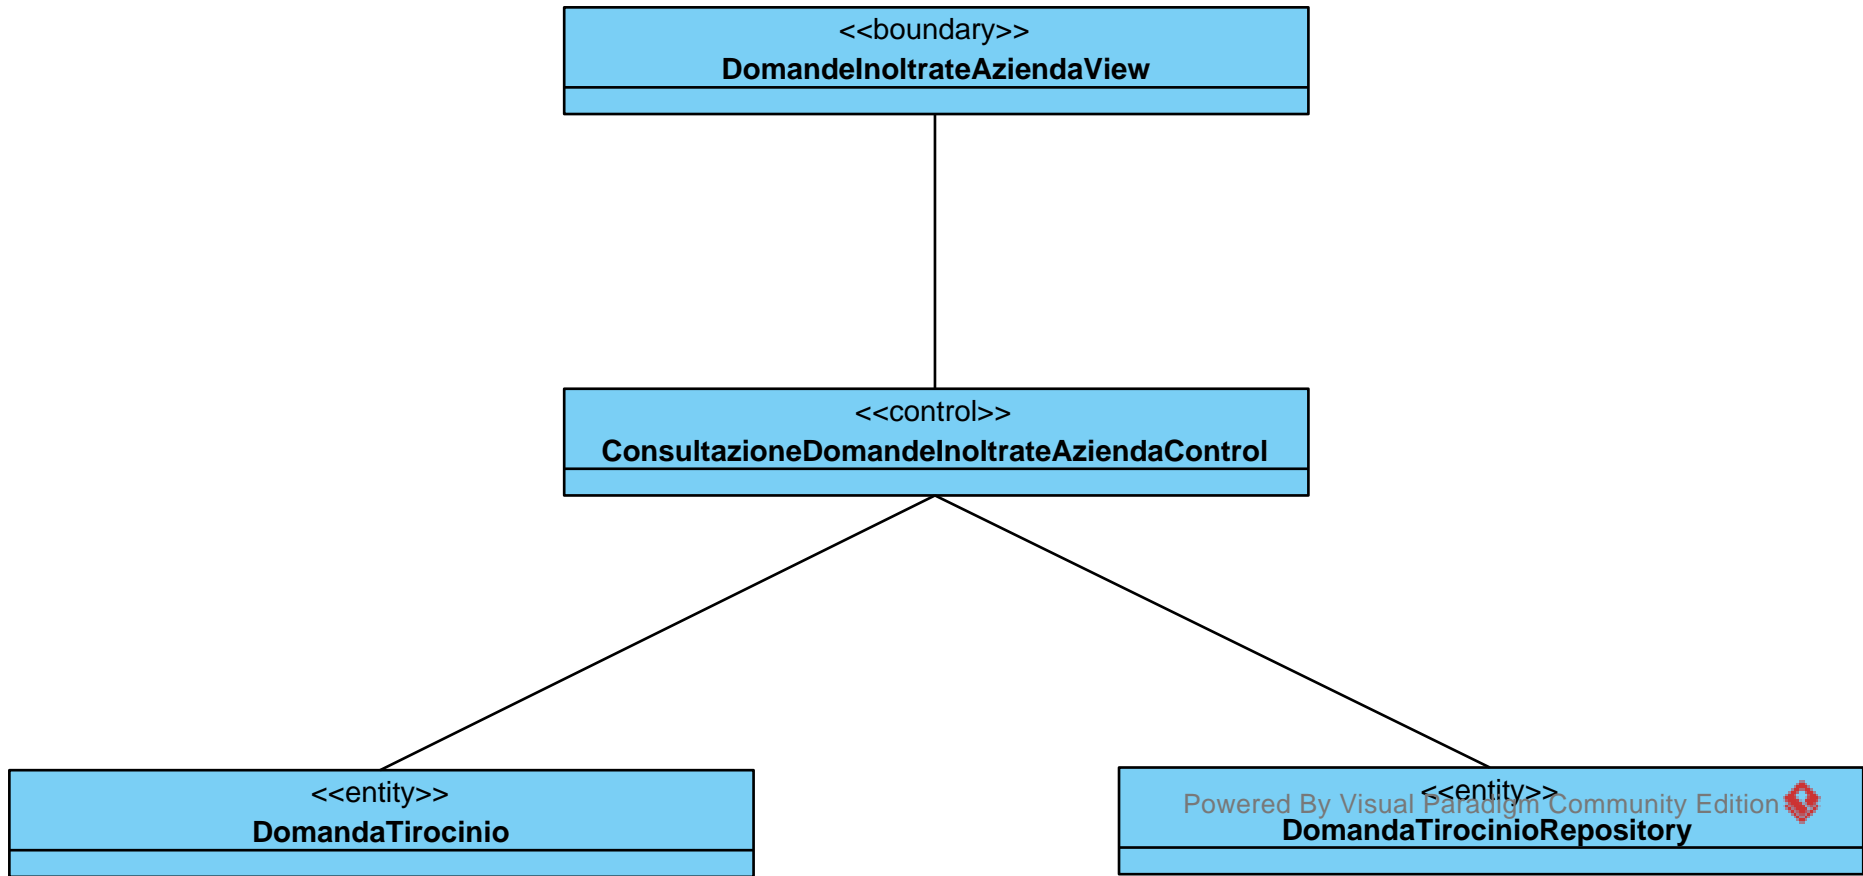 <<boundary>>
DomandeInoltrateAziendaView
<<control>>
ConsultazioneDomandeInoltrateAziendaControl
<<entity>>
DomandaTirocinio
<<entity>>
Powered By Visual Paradigm Community Edition
DomandaTirocinioRepository